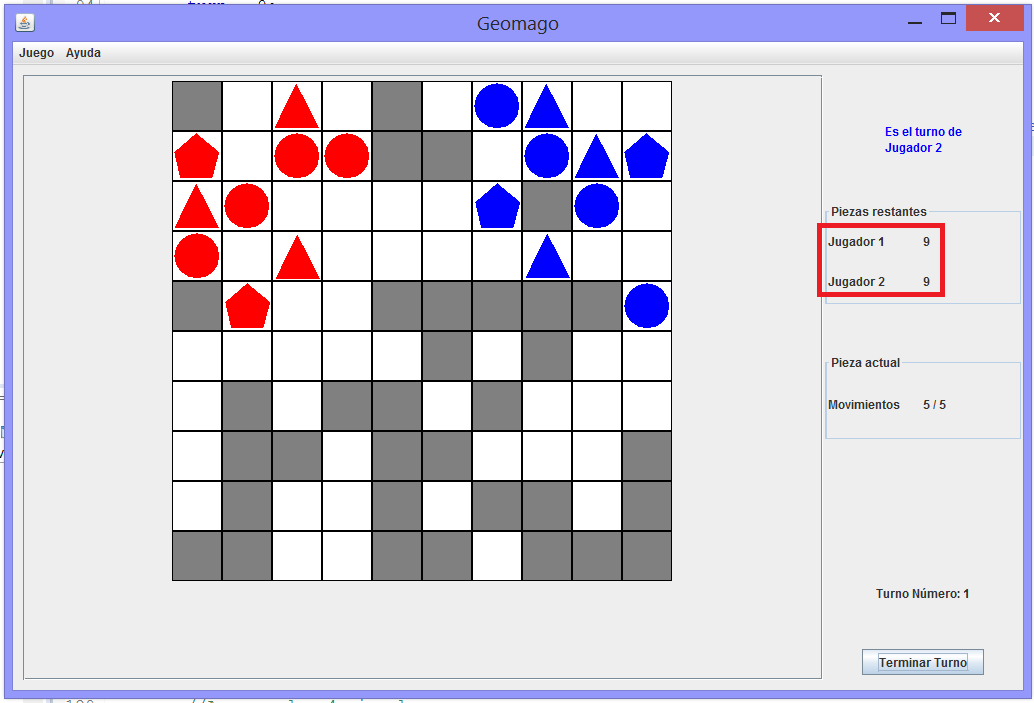 Geomago
Juego Ayuda
Es el turno de
Jugador 2
Piezas restantes
Jugador 1 9
Jugador 2 9
Pieza actual
Movimientos 5 / 5
Turno Número: 1
Terminar Turno